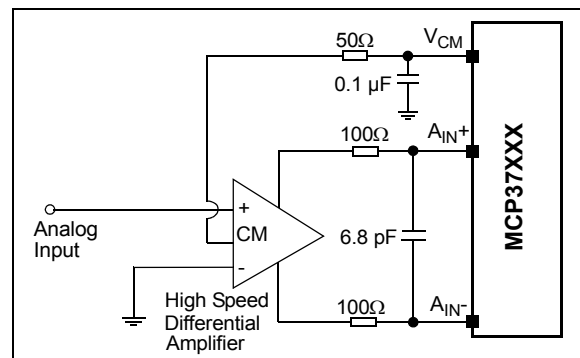 50Ω
V_CM
0.1 µF
100Ω
A_IN+
MCP37XXX
+
Analog
Input
CM
6.8 pF
-
High Speed
Differential
Amplifier
100Ω
A_IN-